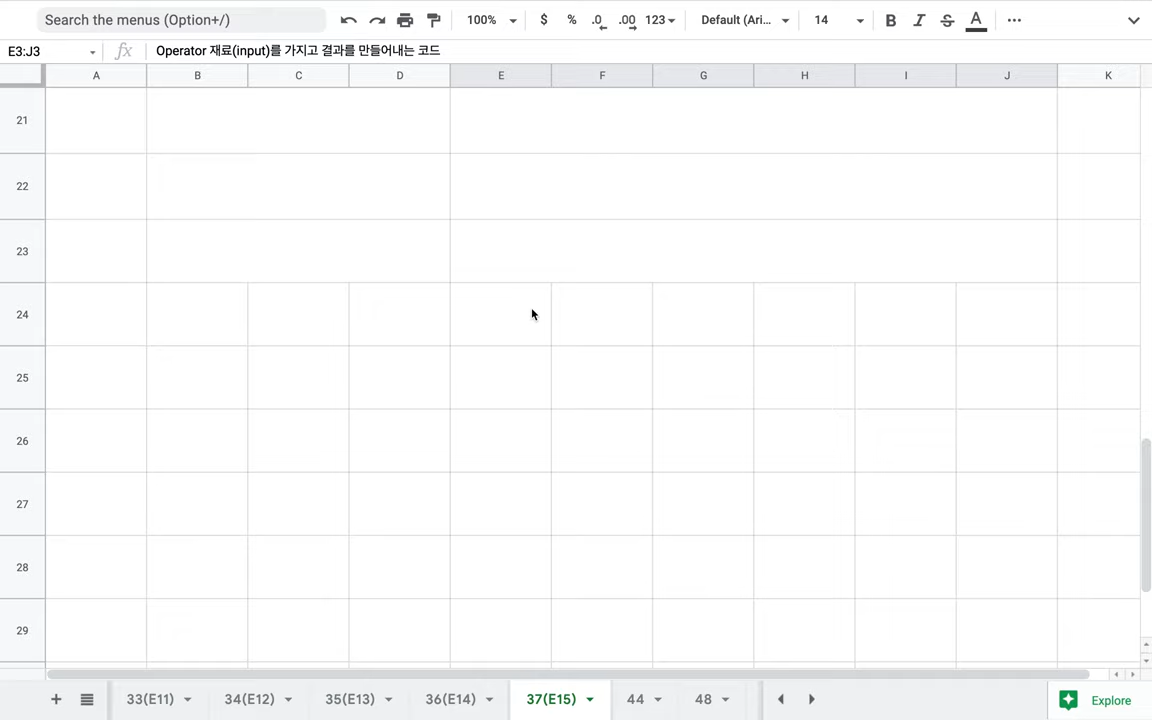 Search the menus (Option+/) 100% $ % .0 .00 123 Default (Ari... 14 B I S A
E3:J3 fx Operator 재료(input)를 가지고 결과를 만들어내는 코드
A B C D E F G H I J K
21
22
23
24
25
26
27
28
29
33(E11) 34(E12) 35(E13) 36(E14) 37(E15) 44 48 Explore